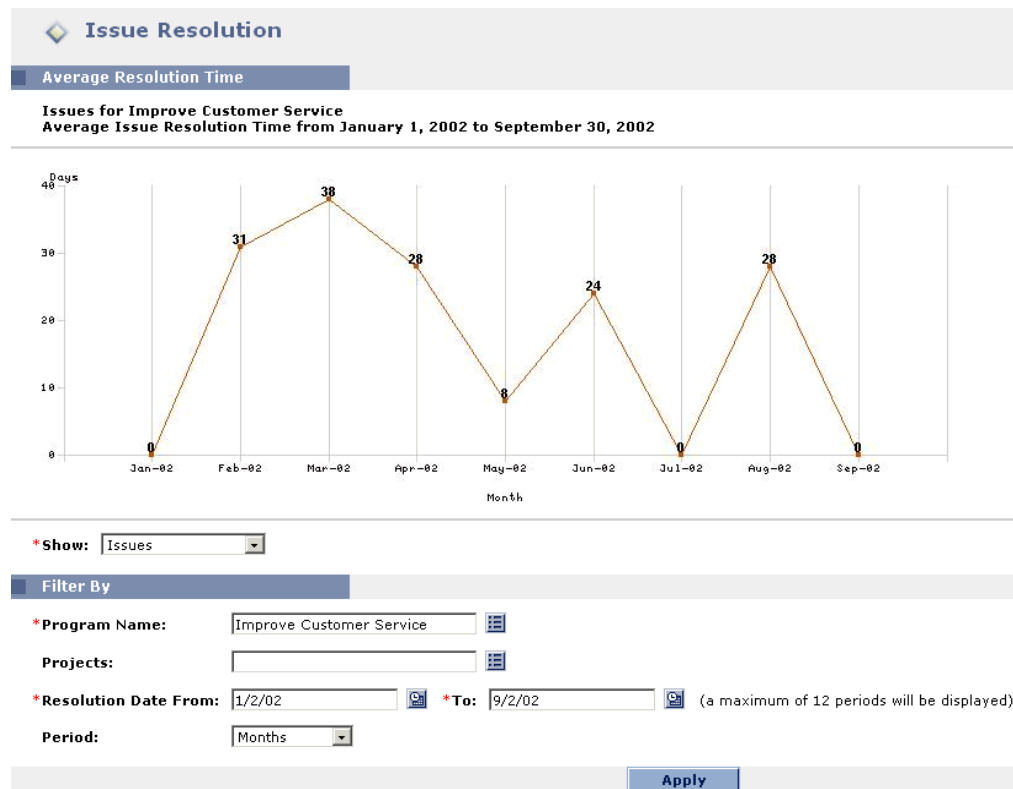 Issue Resolution
Average Resolution Time
Issues for Improve Customer Service
Average Issue Resolution Time from January 1, 2002 to September 30, 2002
Days
40
30
20
10
0
0
31
38
28
8
24
0
28
0
Jan-02 Feb-02 Mar-02 Apr-02 May-02 Jun-02 Jul-02 Aug-02 Sep-02
Month
*Show: Issues
Filter By
*Program Name: Improve Customer Service
Projects:
*Resolution Date From: 1/2/02 *To: 9/2/02 (a maximum of 12 periods will be displayed)
Period: Months
Apply